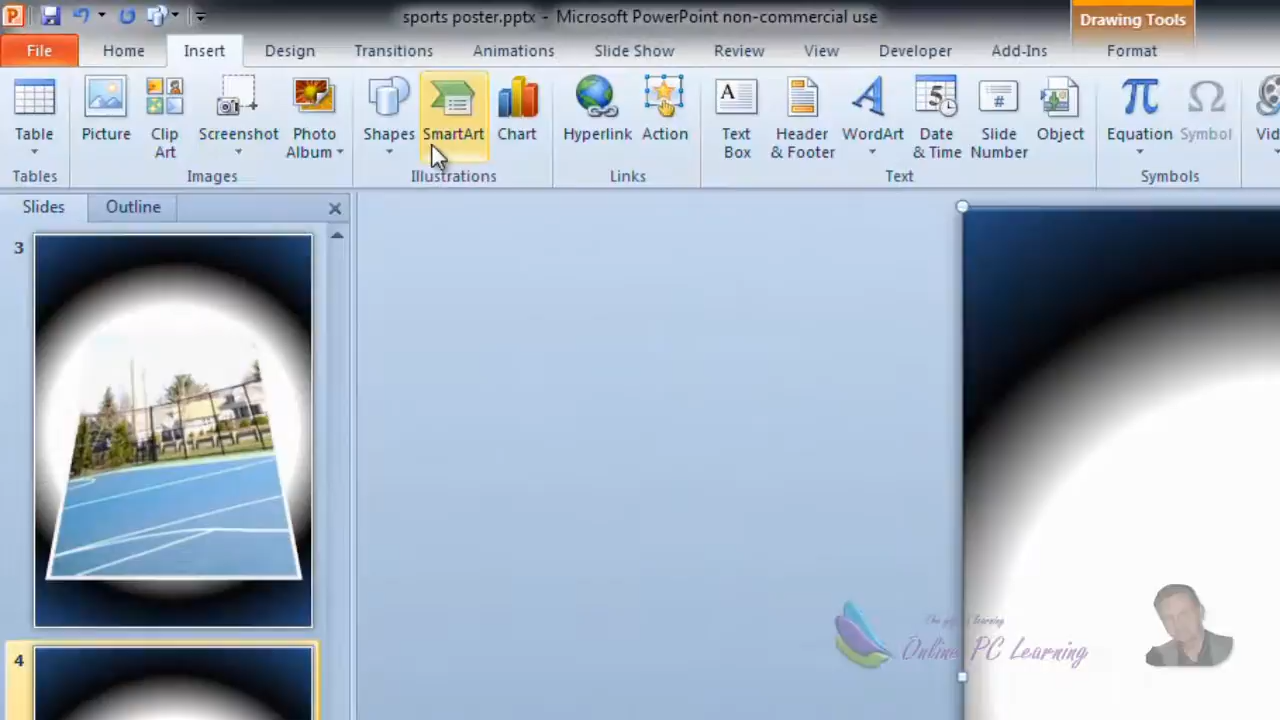 sports poster.pptx - Microsoft PowerPoint non-commercial use
Drawing Tools
File Home Insert Design Transitions Animations Slide Show Review View Developer Add-Ins Format
Table
Picture
Clip Art
Screenshot
Photo Album
Shapes
SmartArt
Chart
Hyperlink
Action
Text Box
Header & Footer
WordArt
Date & Time
Slide Number
Object
Equation
Symbol
Tables Images Illustrations Links Text Symbols
Slides Outline
3
4
Online PC Learning